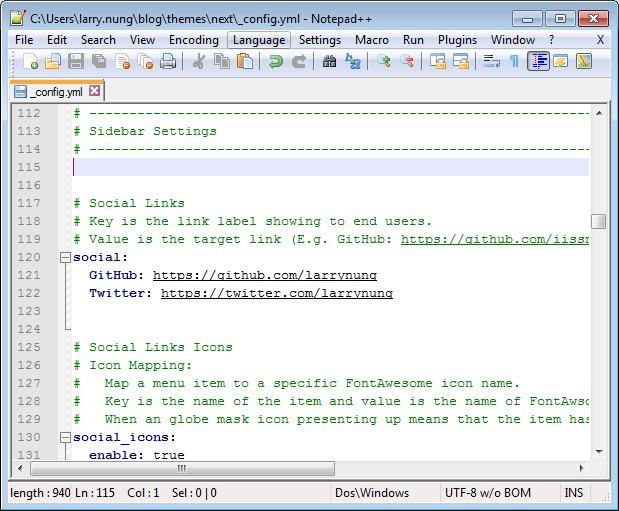 C:\Users\larry.nung\blog\themes\next\_config.yml - Notepad++
File Edit Search View Encoding Language Settings Macro Run Plugins Window ? X
_config.yml
112 # --------------------------------------------------------------
113 # Sidebar Settings
114 # --------------------------------------------------------------
115
116
117 # Social Links
118 # Key is the link label showing to end users.
119 # Value is the target link (E.g. GitHub: https://github.com/iissn
120 social:
121 GitHub: https://github.com/larrynung
122 Twitter: https://twitter.com/larrynung
123
124
125 # Social Links Icons
126 # Icon Mapping:
127 # Map a menu item to a specific FontAwesome icon name.
128 # Key is the name of the item and value is the name of FontAwso
129 # When an globe mask icon presenting up means that the item has
130 social_icons:
131 enable: true
length : 940 Ln : 115 Col : 1 Sel : 0 | 0 Dos\Windows UTF-8 w/o BOM INS